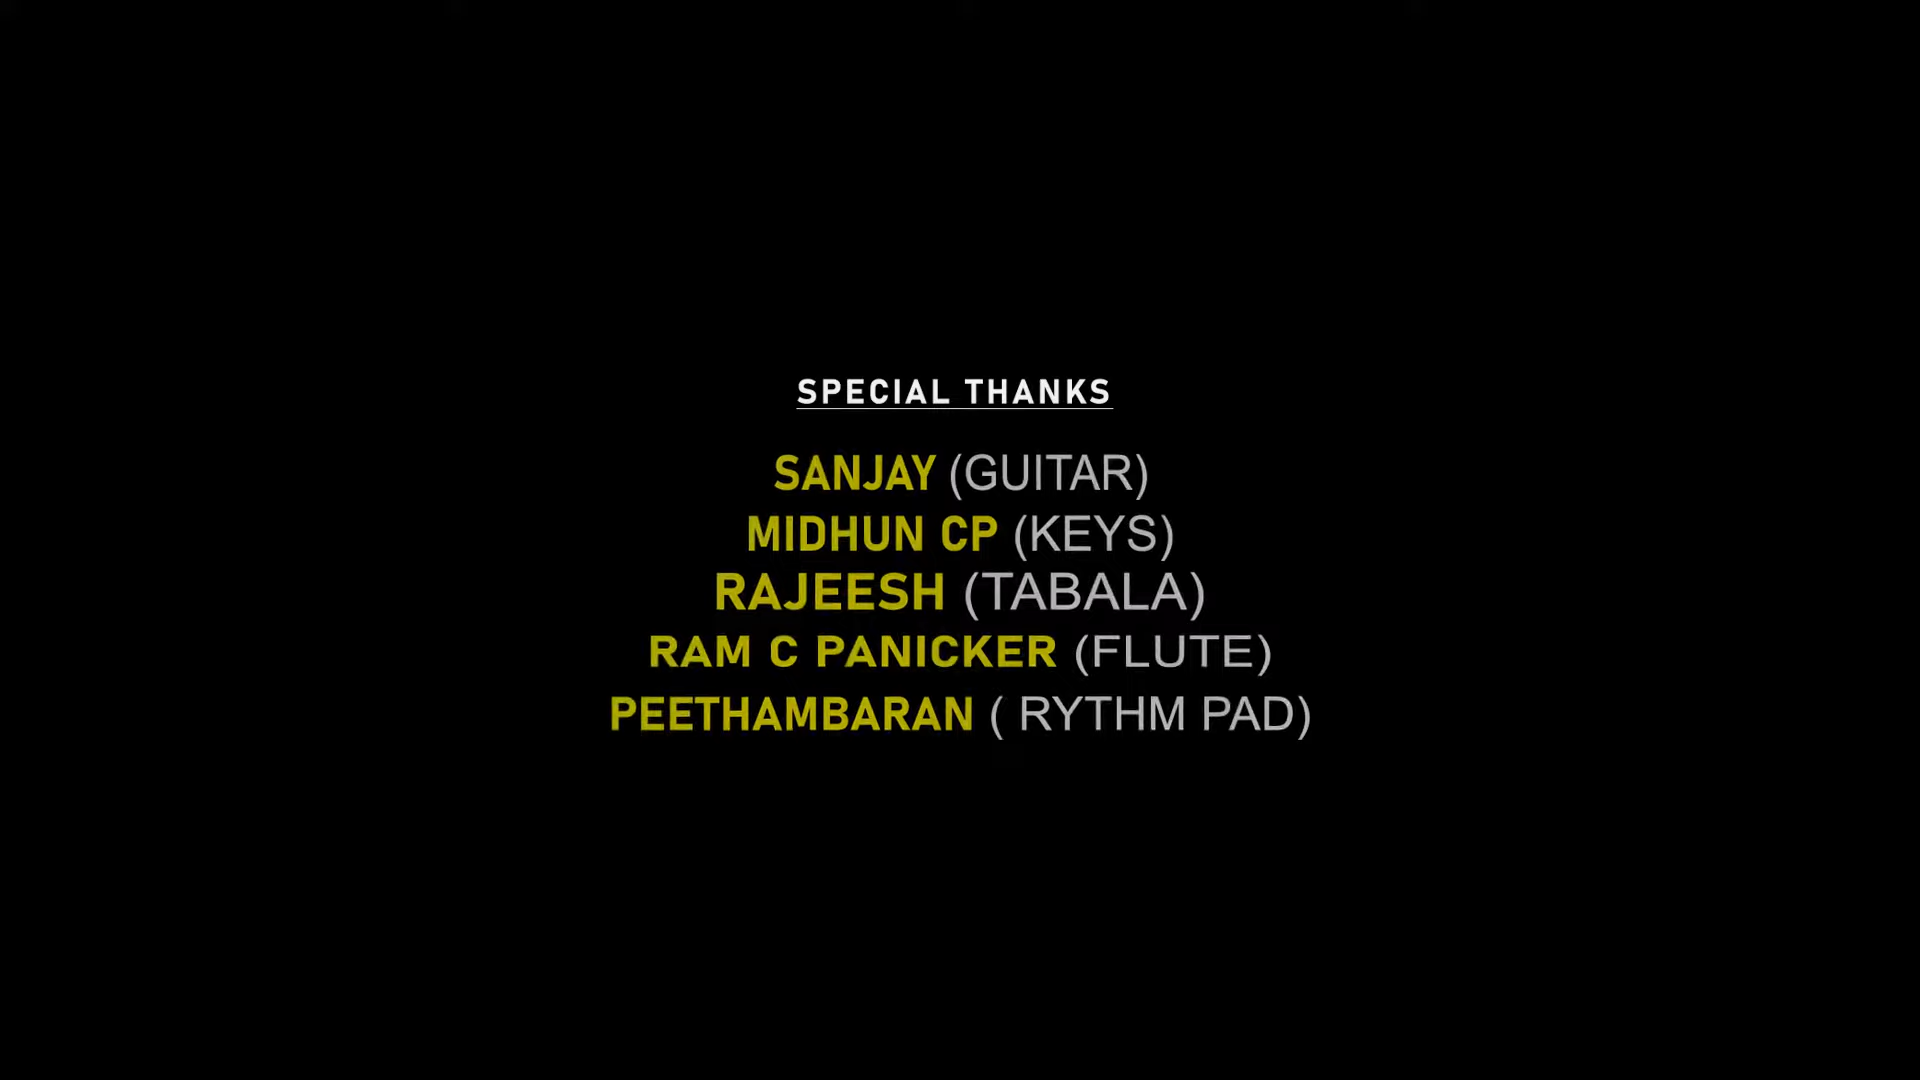 SPECIAL THANKS
SANJAY (GUITAR)
MIDHUN CP (KEYS)
RAJEESH (TABALA)
RAM C PANICKER (FLUTE)
PEETHAMBARAN ( RYTHM PAD)